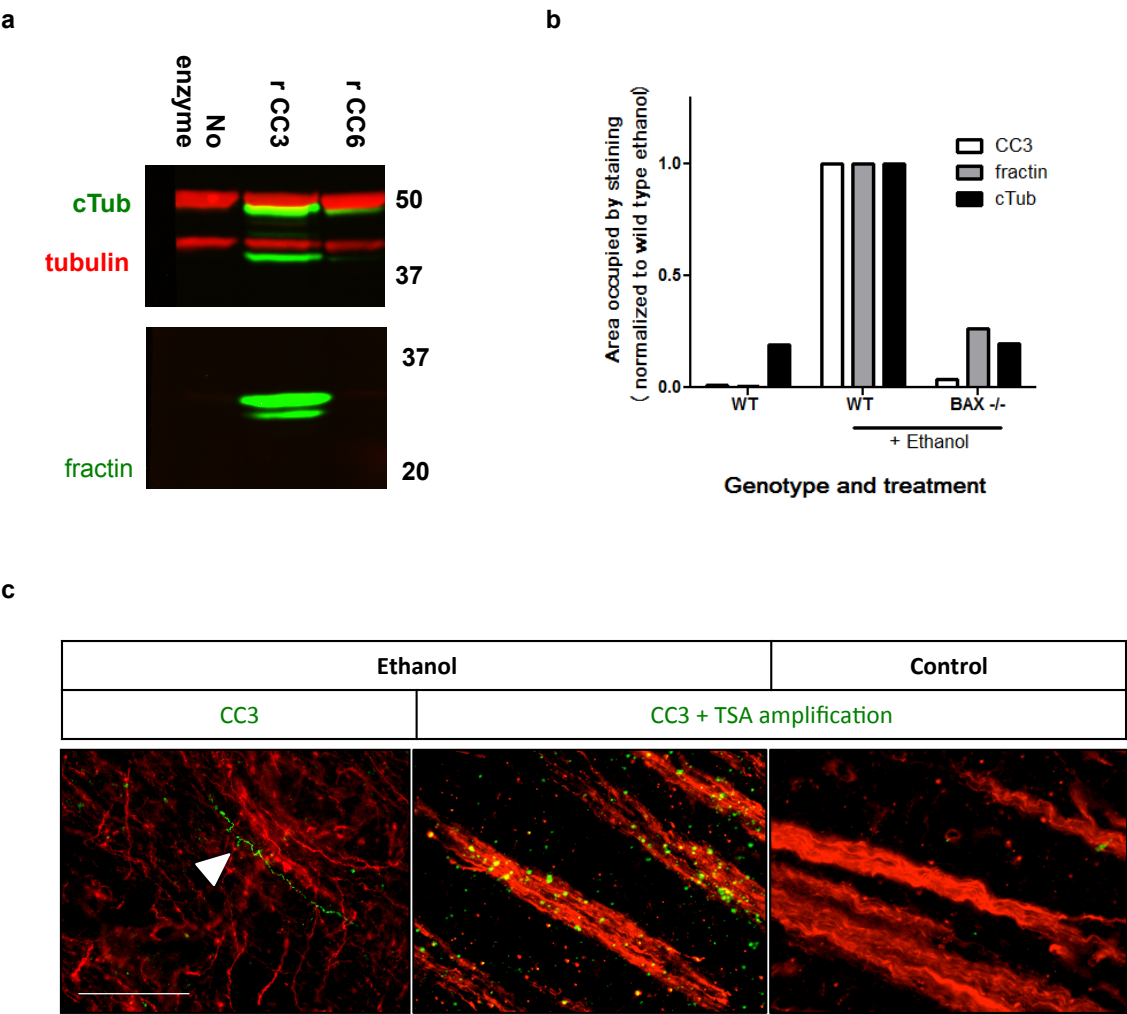 a
No
enzyme
r CC3
r CC6
cTub
tubulin
50
37
37
fractin
20
b
Area occupied by staining
( normalized to wild type ethanol)
1.0
0.5
0.0
CC3
fractin
cTub
WT
WT
BAX -/-
+ Ethanol
Genotype and treatment
c
Ethanol
Control
CC3
CC3 + TSA amplification